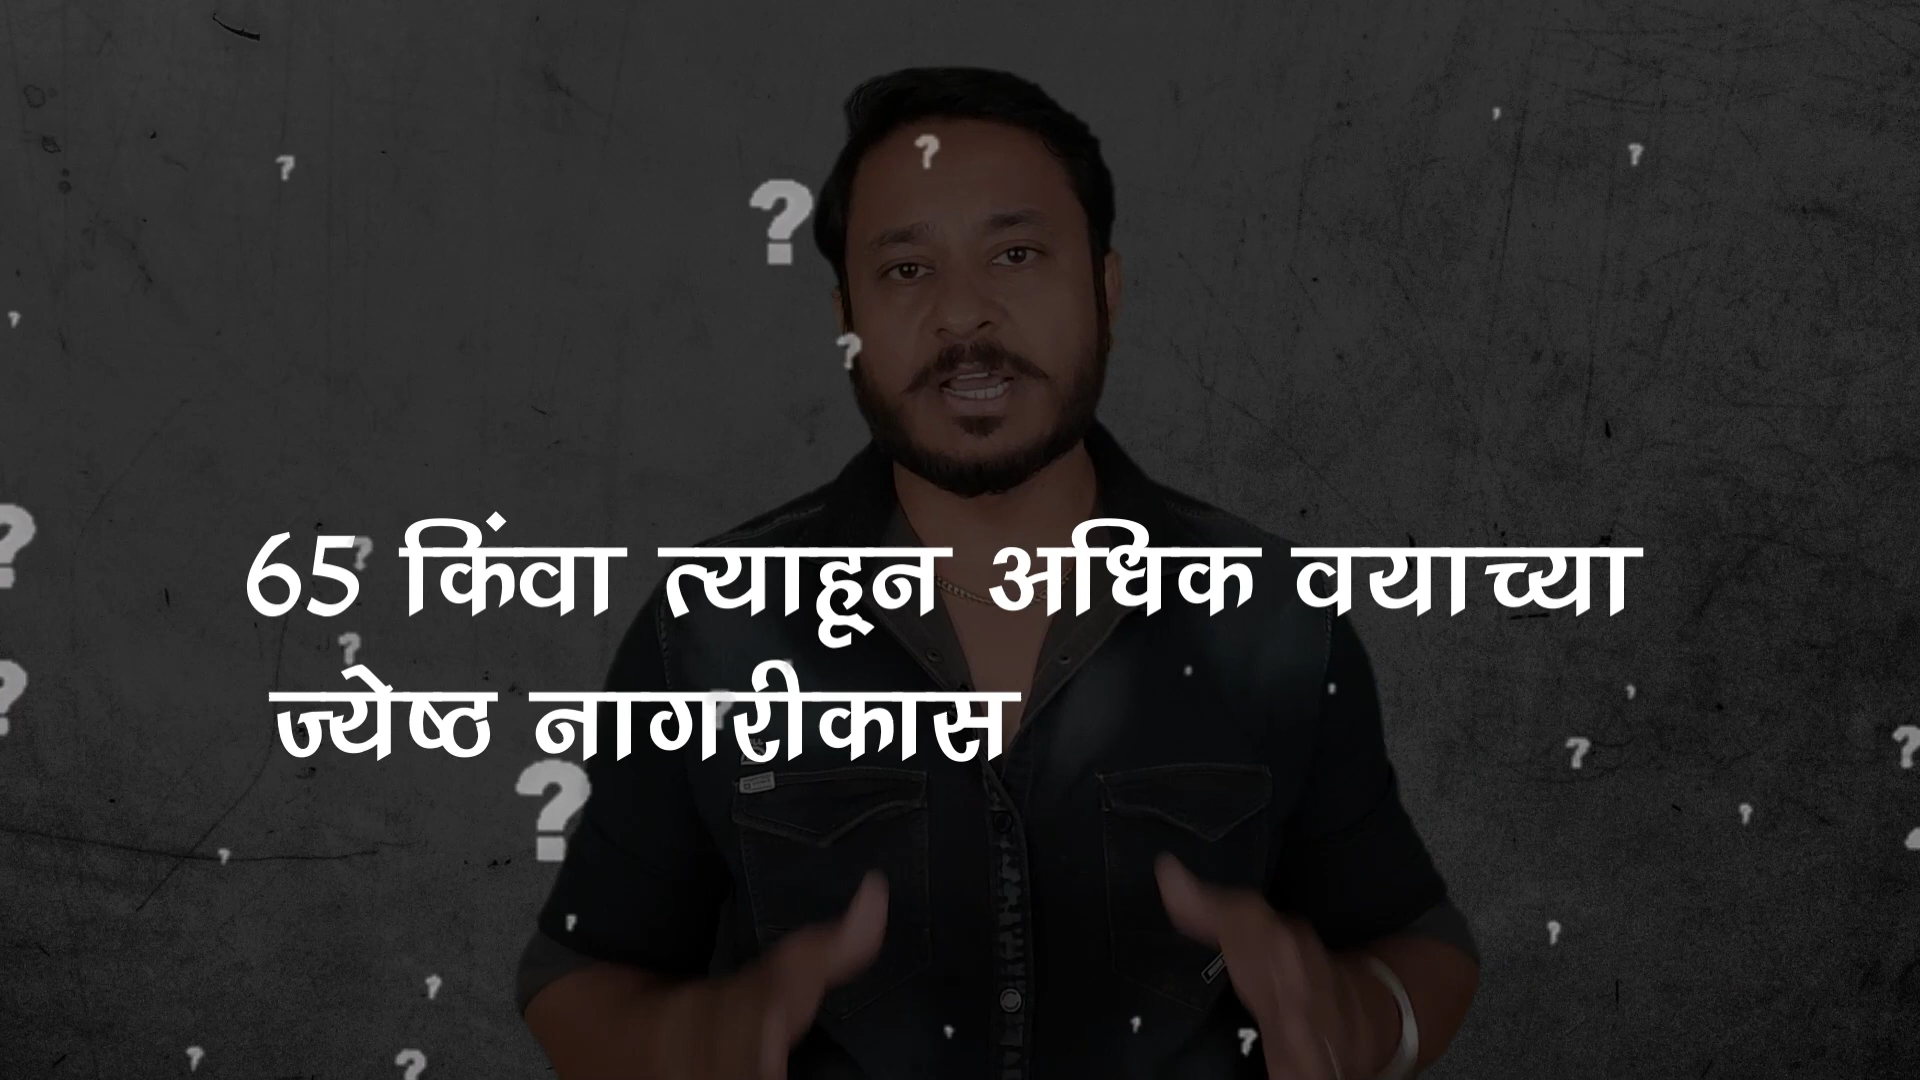 65 किंवा त्याहून अधिक वयाच्या
ज्येष्ठ नागरीकास